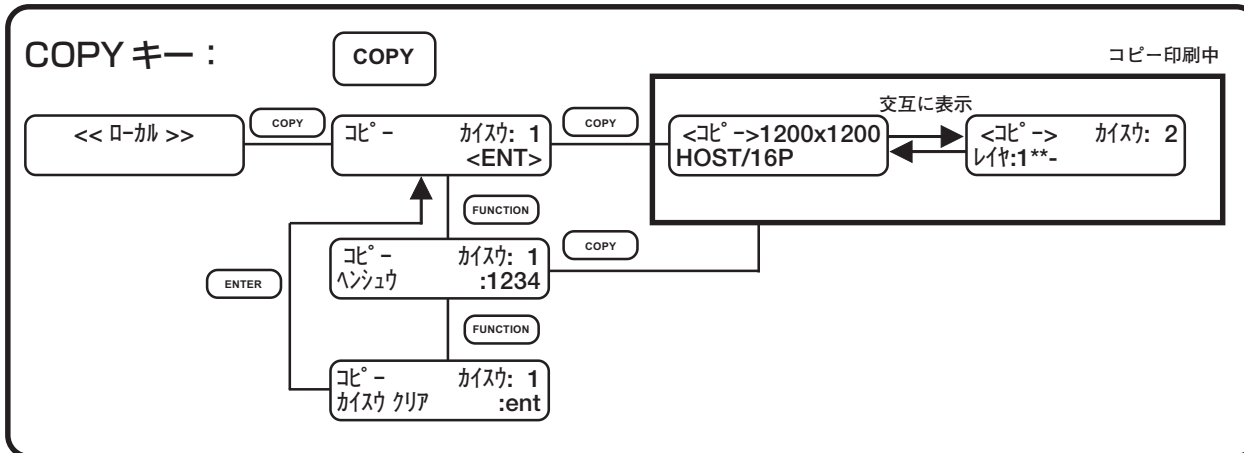 COPYキー：
COPY
コピー印刷中
交互に表示
<< ﾛｰｶﾙ >>
COPY
ｺﾋﾟｰ ｶｲｽｳ: 1
<ENT>
COPY
<ｺﾋﾟｰ>1200x1200
HOST/16P
<ｺﾋﾟｰ> ｶｲｽｳ: 2
ﾚｲﾔ:1**-
FUNCTION
ｺﾋﾟｰ ｶｲｽｳ: 1
ﾍﾝｼｭｳ :1234
COPY
ENTER
FUNCTION
ｺﾋﾟｰ ｶｲｽｳ: 1
ｶｲｽｳ ｸﾘｱ :ent